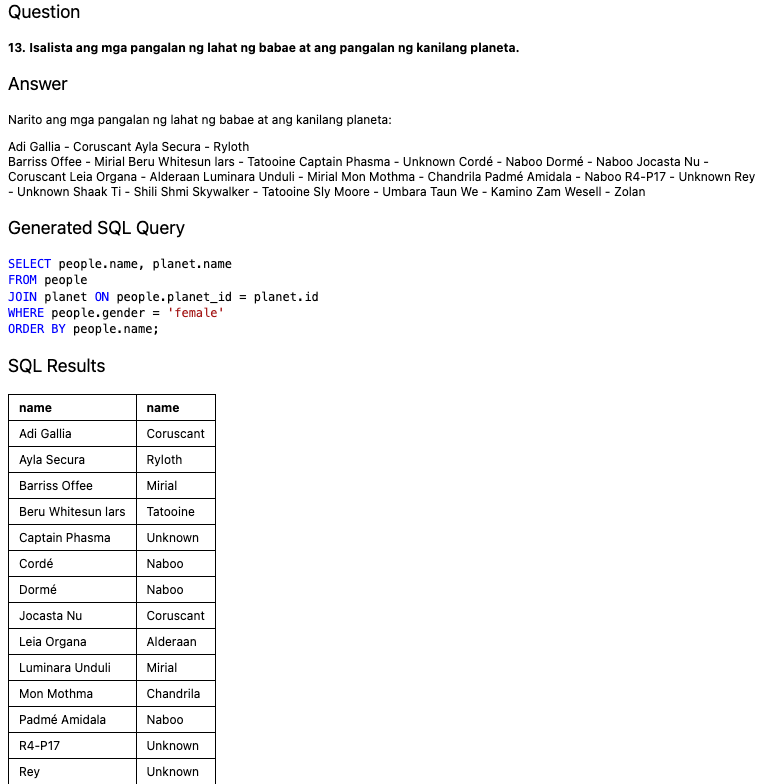 Question
13. Isalista ang mga pangalan ng lahat ng babae at ang pangalan ng kanilang planeta.
Answer
Narito ang mga pangalan ng lahat ng babae at ang kanilang planeta:
Adi Gallia - Coruscant Ayla Secura - Ryloth
Barriss Offee - Mirial Beru Whitesun lars - Tatooine Captain Phasma - Unknown Cordé - Naboo Dormé - Naboo Jocasta Nu -
Coruscant Leia Organa - Alderaan Luminara Unduli - Mirial Mon Mothma - Chandrila Padmé Amidala - Naboo R4-P17 - Unknown Rey
- Unknown Shaak Ti - Shili Shmi Skywalker - Tatooine Sly Moore - Umbara Taun We - Kamino Zam Wesell - Zolan
Generated SQL Query
SELECT people.name, planet.name
FROM people
JOIN planet ON people.planet_id = planet.id
WHERE people.gender = 'female'
ORDER BY people.name;
SQL Results
name name
Adi Gallia Coruscant
Ayla Secura Ryloth
Barriss Offee Mirial
Beru Whitesun lars Tatooine
Captain Phasma Unknown
Cordé Naboo
Dormé Naboo
Jocasta Nu Coruscant
Leia Organa Alderaan
Luminara Unduli Mirial
Mon Mothma Chandrila
Padmé Amidala Naboo
R4-P17 Unknown
Rey Unknown